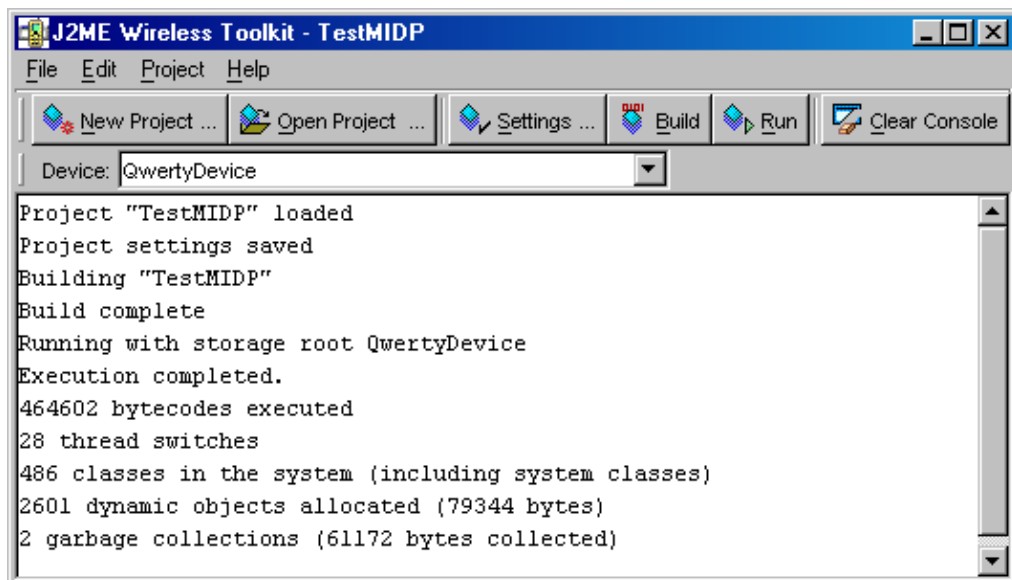 J2ME Wireless Toolkit - TestMIDP
File Edit Project Help
New Project ... Open Project ... Settings ... Build Run Clear Console
Device: QwertyDevice
Project "TestMIDP" loaded
Project settings saved
Building "TestMIDP"
Build complete
Running with storage root QwertyDevice
Execution completed.
464602 bytecodes executed
28 thread switches
486 classes in the system (including system classes)
2601 dynamic objects allocated (79344 bytes)
2 garbage collections (61172 bytes collected)